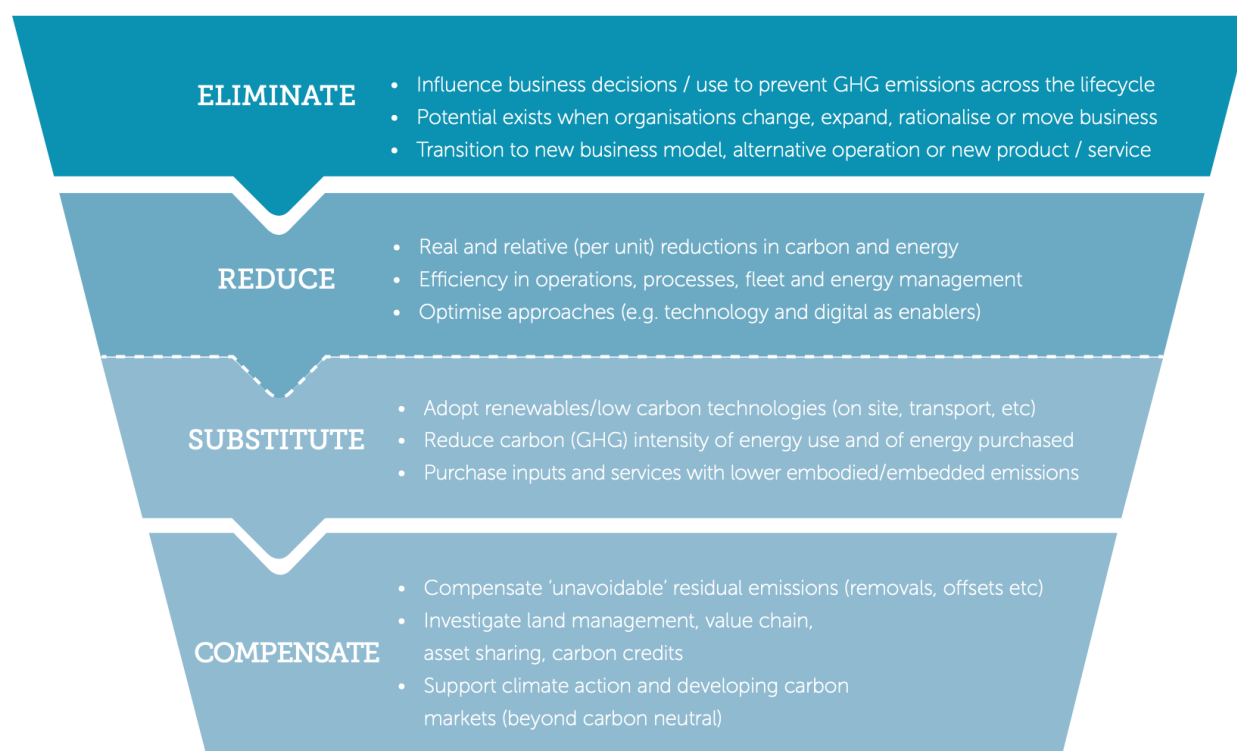 ELIMINATE
• Influence business decisions / use to prevent GHG emissions across the lifecycle
• Potential exists when organisations change, expand, rationalise or move business
• Transition to new business model, alternative operation or new product / service
REDUCE
• Real and relative (per unit) reductions in carbon and energy
• Efficiency in operations, processes, fleet and energy management
• Optimise approaches (e.g. technology and digital as enablers)
SUBSTITUTE
• Adopt renewables/low carbon technologies (on site, transport, etc)
• Reduce carbon (GHG) intensity of energy use and of energy purchased
• Purchase inputs and services with lower embodied/embedded emissions
COMPENSATE
• Compensate ‘unavoidable’ residual emissions (removals, offsets etc)
• Investigate land management, value chain,
asset sharing, carbon credits
• Support climate action and developing carbon
markets (beyond carbon neutral)